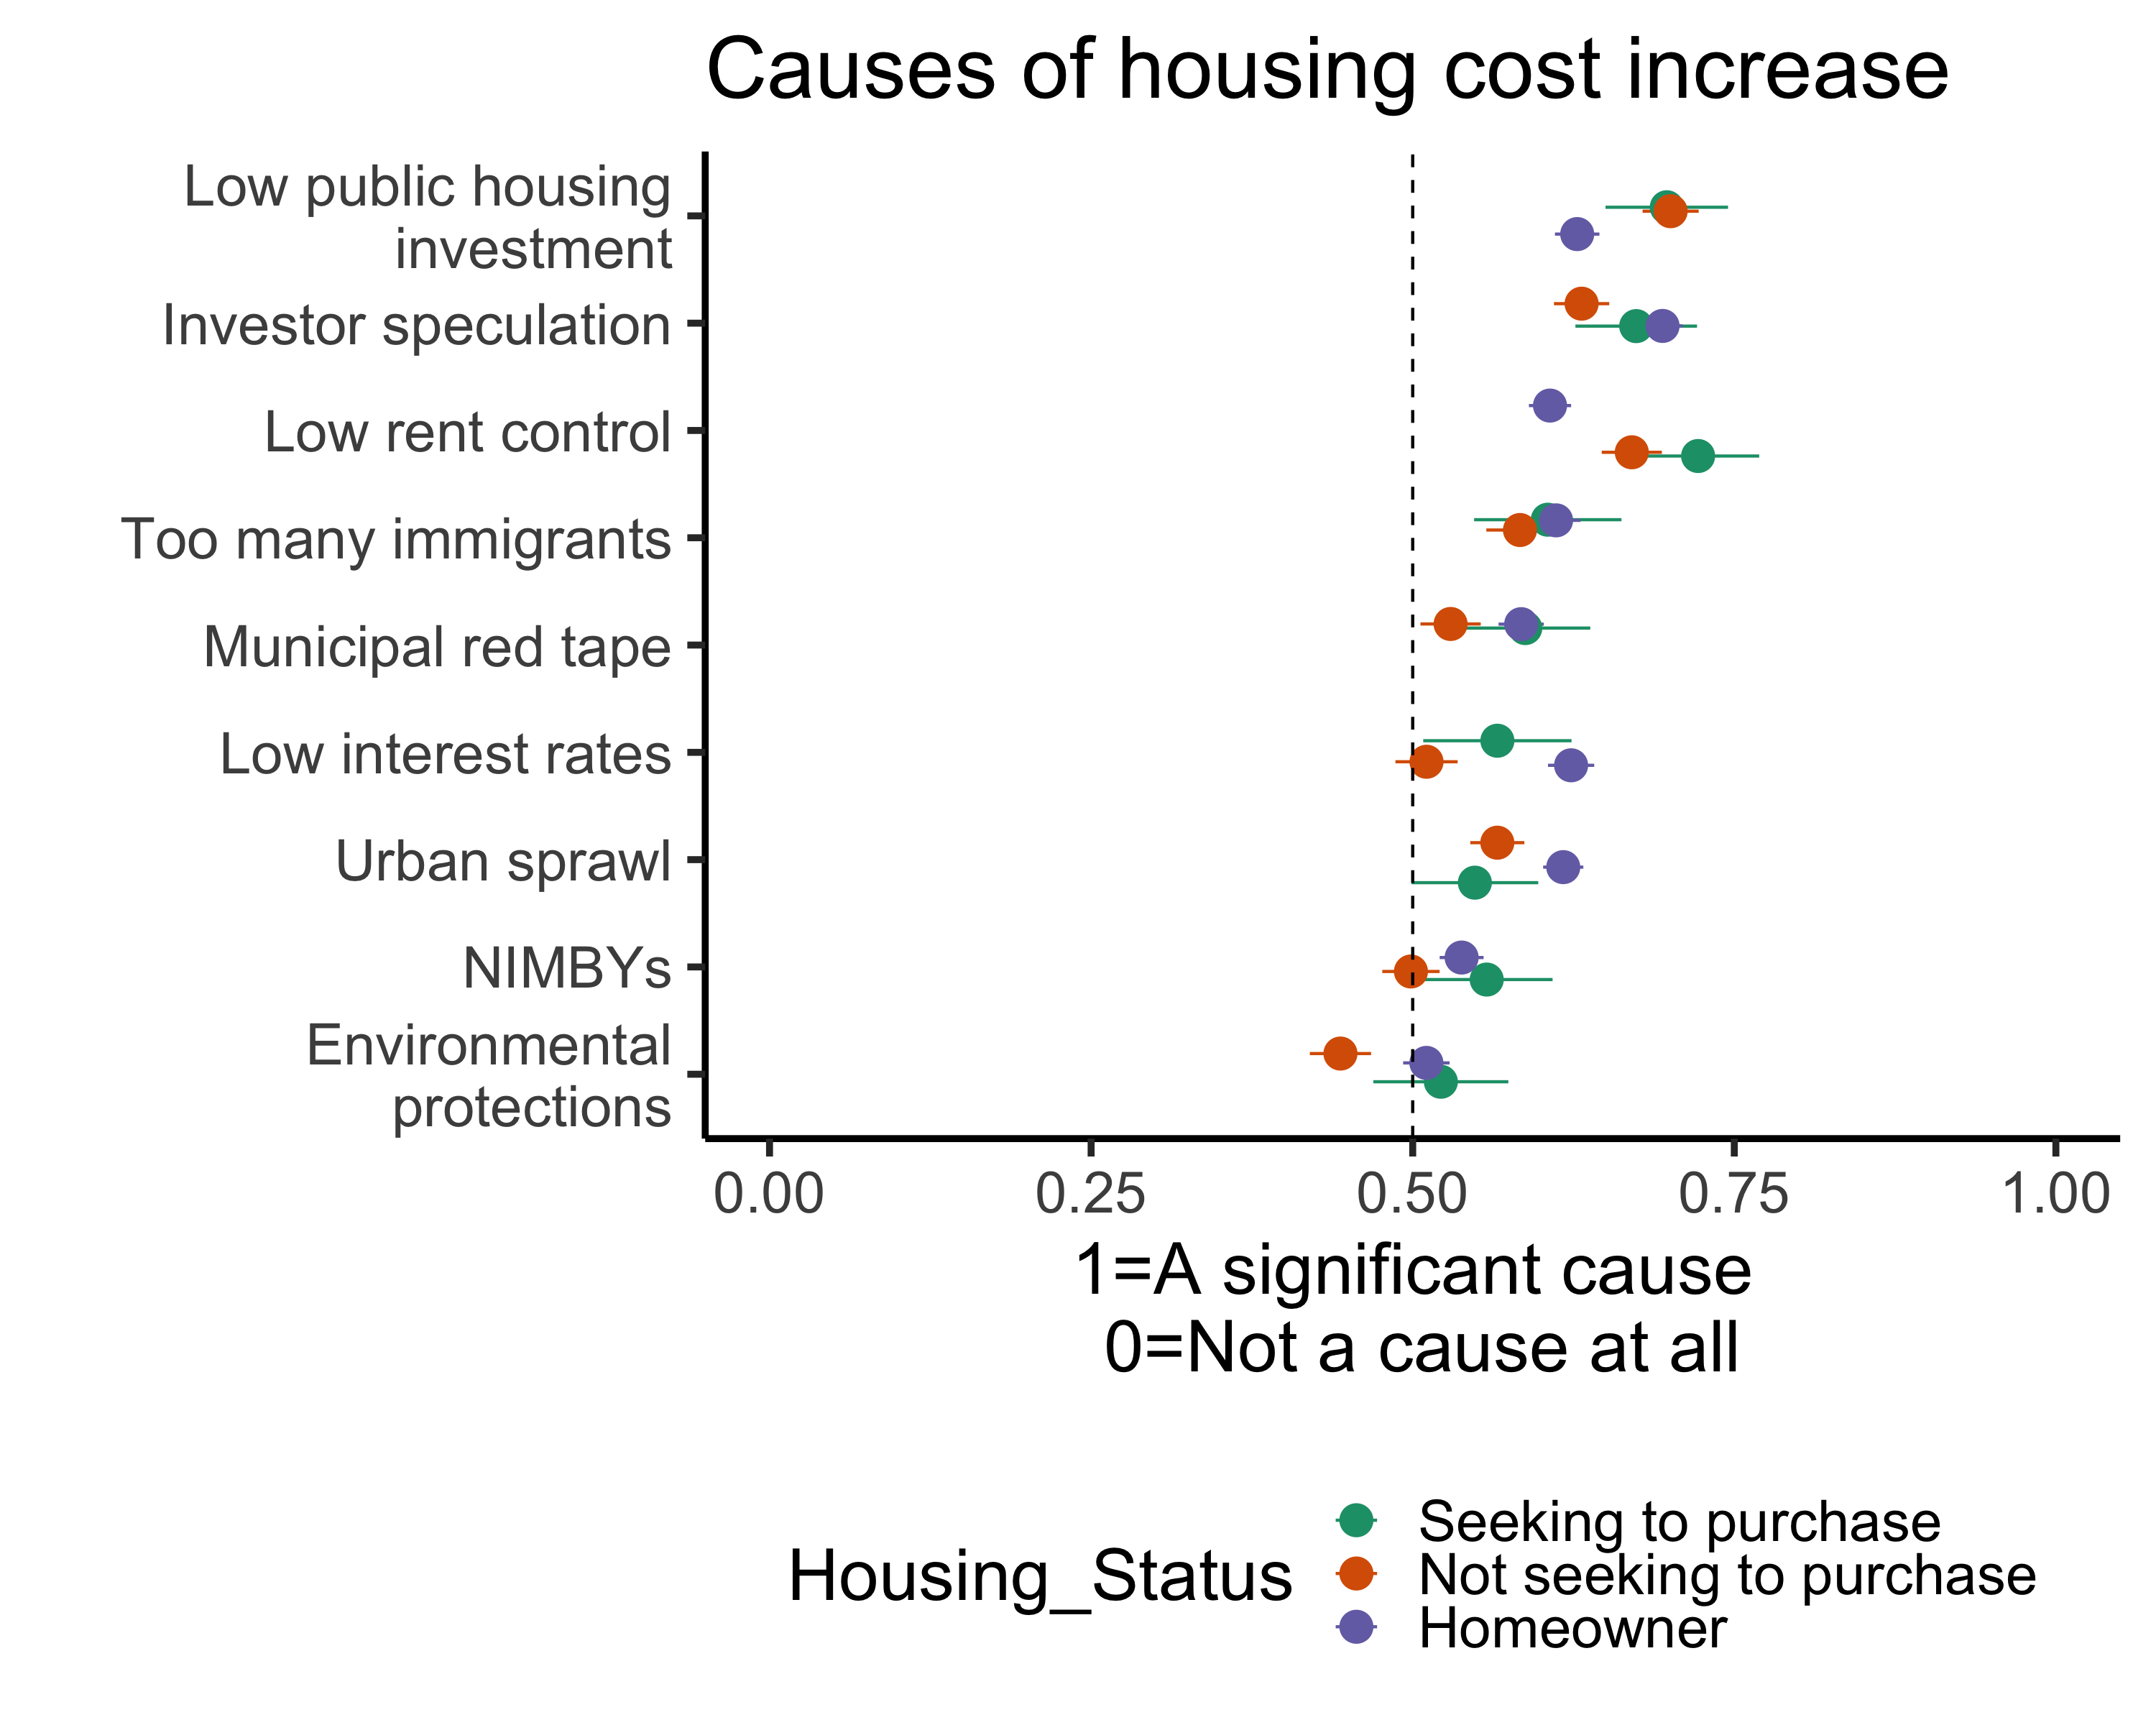 Causes of housing cost increase
Low public housing
investment
Investor speculation
Low rent control
Too many immigrants
Municipal red tape
Low interest rates
Urban sprawl
NIMBYs
Environmental
protections
0.00 0.25 0.50 0.75 1.00
1=A significant cause
0=Not a cause at all
Housing_Status
Seeking to purchase
Not seeking to purchase
Homeowner